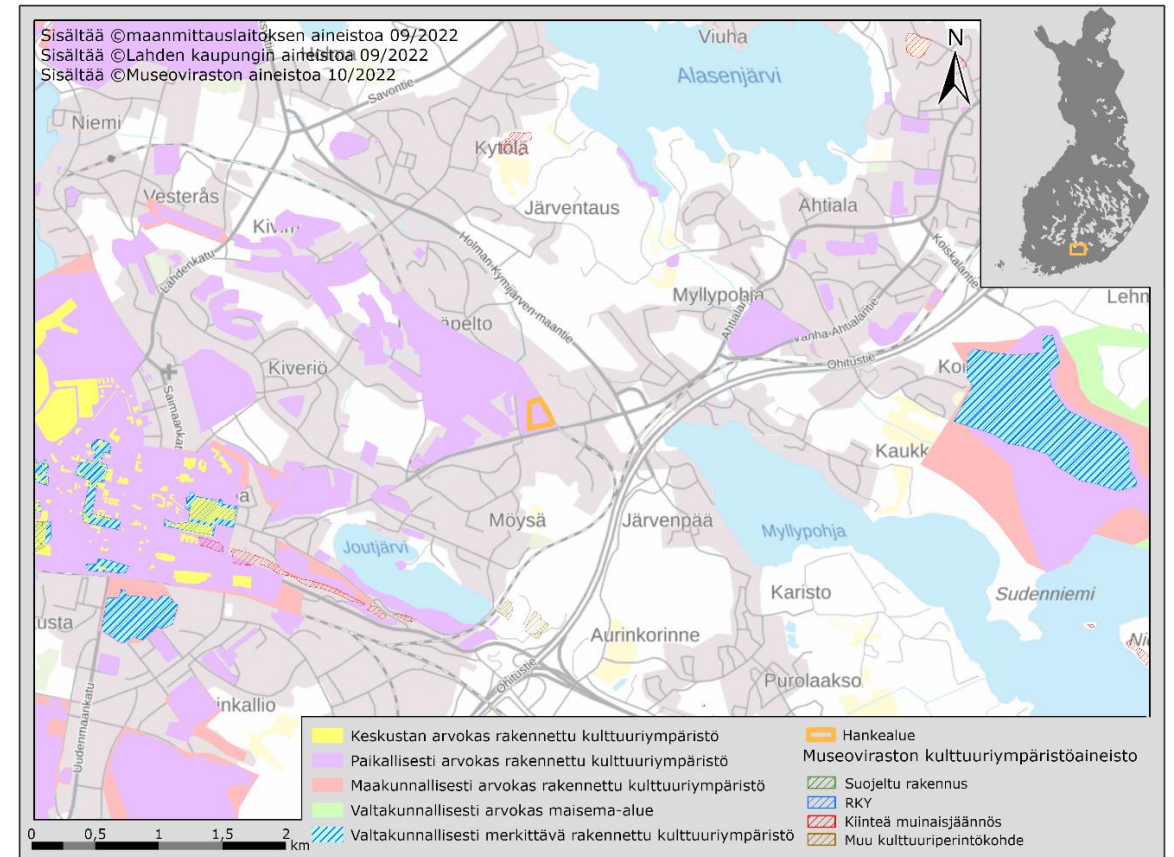 Sisältää ©maanmittauslaitoksen aineistoa 09/2022
Sisältää ©Lahden kaupungin aineistoa 09/2022
Sisältää ©Museoviraston aineistoa 10/2022
N
Viuha
Alasenjärvi
Savontie
Niemi
Kytölä
Vesterås
Järventaus
Ahtiala
Lahdenkatu
Holman-Kymijärven maantie
Koiskalantie
Myllypohja
Vanha-Ahtialantie
Ohitustie
Kiveriö
Saimaankatu
Kaukk
Möysä
Järvenpää
Myllypohja
Joutjärvi
Karisto
Sudenniemi
Aurinkorinne
Ohitustie
Purolaakso
inkallio
Uudenmaankatu
Keskustan arvokas rakennettu kulttuuriympäristö
Paikallisesti arvokas rakennettu kulttuuriympäristö
Maakunnallisesti arvokas rakennettu kulttuuriympäristö
Valtakunnallisesti arvokas maisema-alue
Valtakunnallisesti merkittävä rakennettu kulttuuriympäristö
Hankealue
Museoviraston kulttuuriympäristöaineisto
Suojeltu rakennus
RKY
Kiinteä muinaisjäännös
Muu kulttuuriperintökohde
0 0,5 1 1,5 2
km